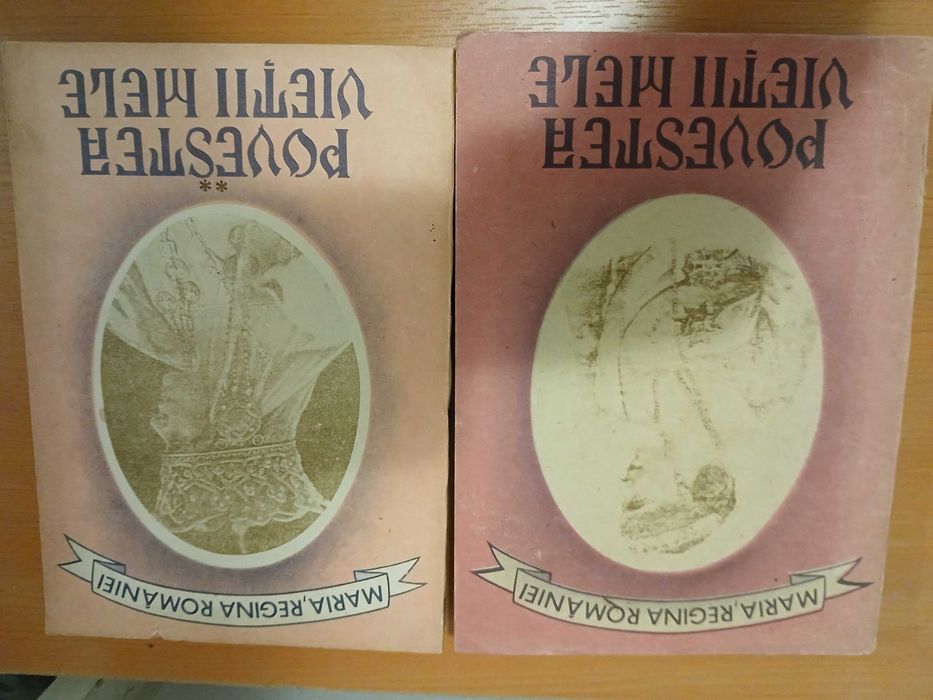 MARIA, REGINA ROMÂNIEI
**
POVESTEA
VIEȚII MELE
MARIA, REGINA ROMÂNIEI
POVESTEA
VIEȚII MELE